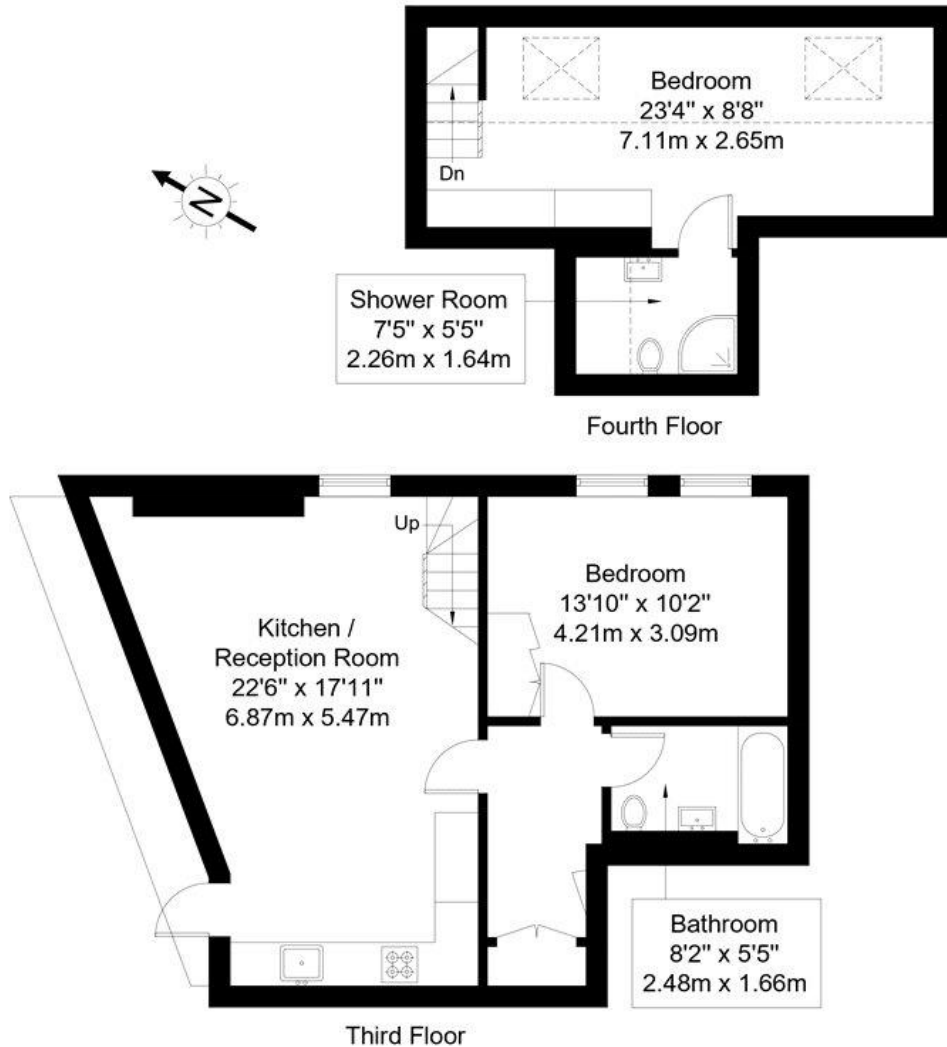 Bedroom
23'4" x 8'8"
7.11m x 2.65m
Dn
N
Shower Room
7'5" x 5'5"
2.26m x 1.64m
Fourth Floor
Up
Bedroom
13'10" x 10'2"
4.21m x 3.09m
Kitchen /
Reception Room
22'6" x 17'11"
6.87m x 5.47m
Bathroom
8'2" x 5'5"
2.48m x 1.66m
Third Floor